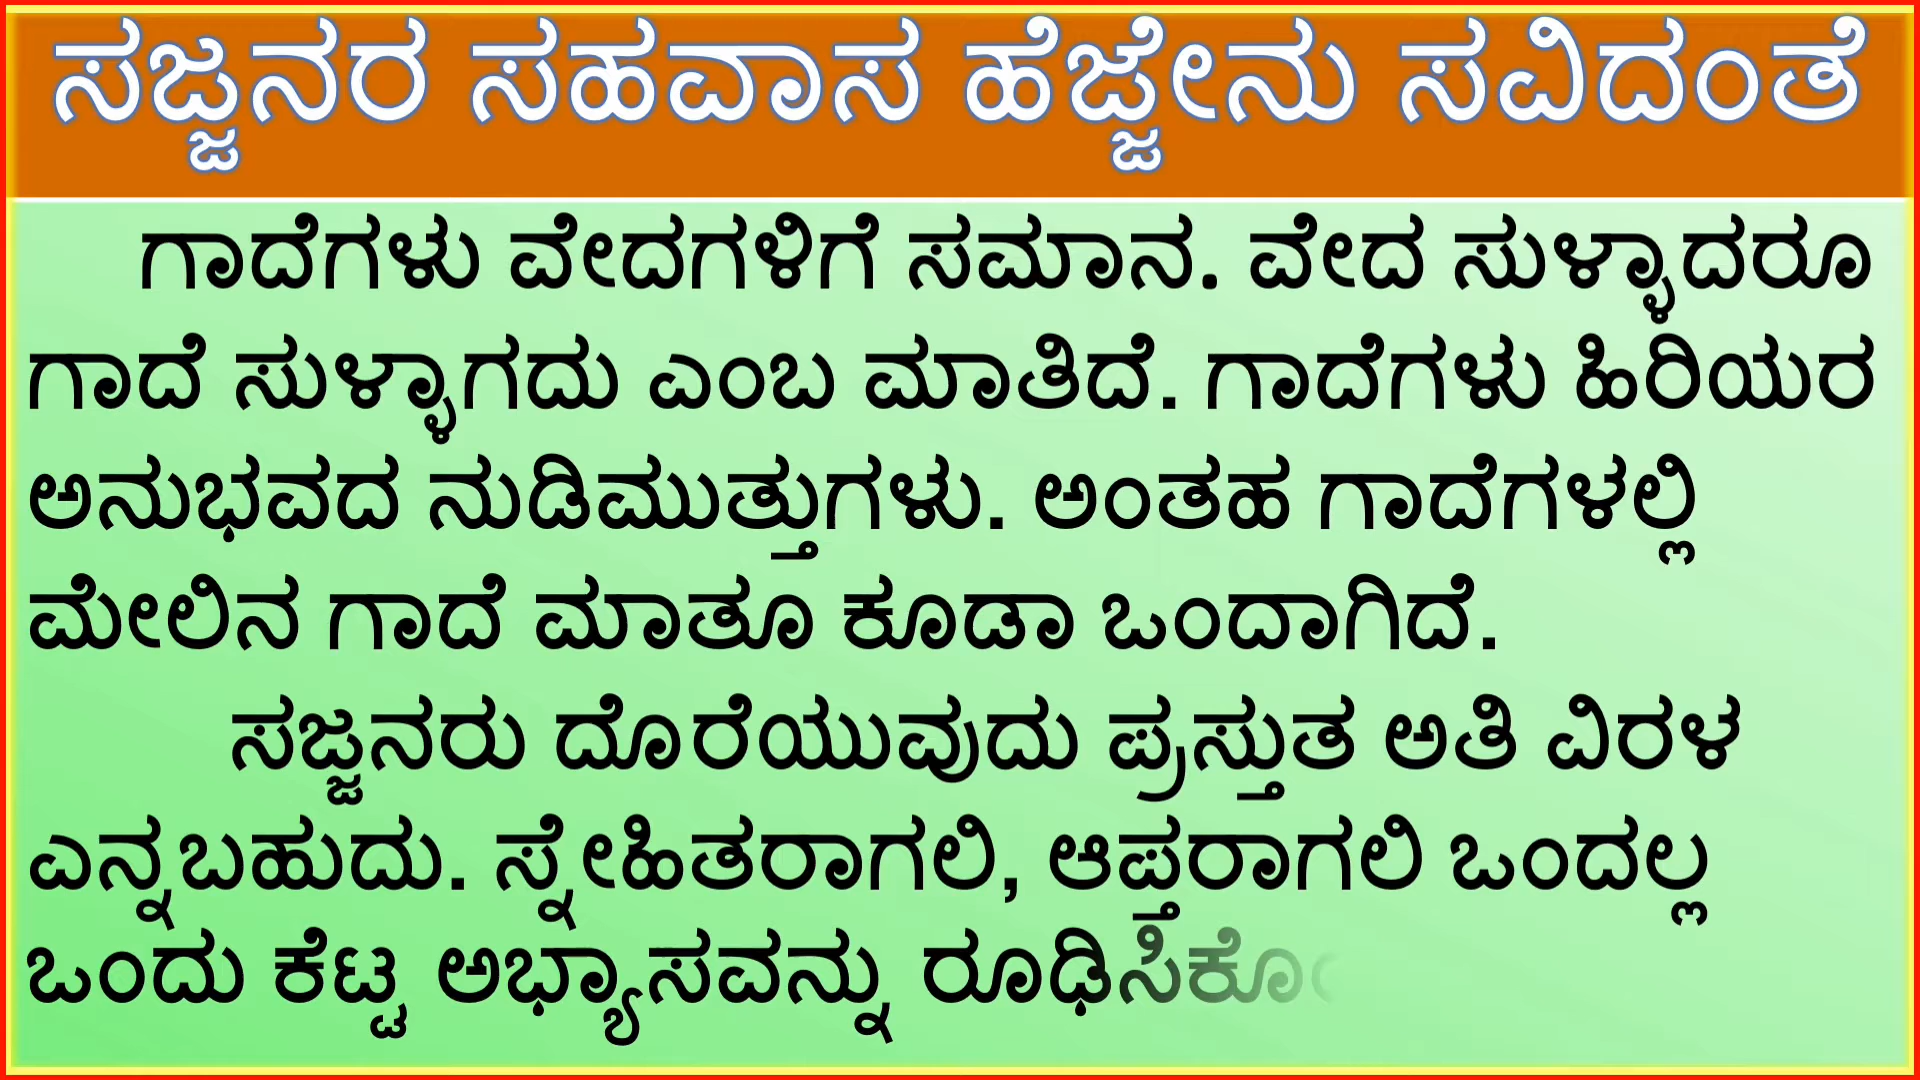 ಸಜ್ಜನರ ಸಹವಾಸ ಹೆಜ್ಜೇನು ಸವಿದಂತೆ
ಗಾದೆಗಳು ವೇದಗಳಿಗೆ ಸಮಾನ. ವೇದ ಸುಳ್ಳಾದರೂ
ಗಾದೆ ಸುಳ್ಳಾಗದು ಎಂಬ ಮಾತಿದೆ. ಗಾದೆಗಳು ಹಿರಿಯರ
ಅನುಭವದ ನುಡಿಮುತ್ತುಗಳು. ಅಂತಹ ಗಾದೆಗಳಲ್ಲಿ
ಮೇಲಿನ ಗಾದೆ ಮಾತೂ ಕೂಡಾ ಒಂದಾಗಿದೆ.
ಸಜ್ಜನರು ದೊರೆಯುವುದು ಪ್ರಸ್ತುತ ಅತಿ ವಿರಳ
ಎನ್ನಬಹುದು. ಸ್ನೇಹಿತರಾಗಲಿ, ಆಪ್ತರಾಗಲಿ ಒಂದಲ್ಲ
ಒಂದು ಕೆಟ್ಟ ಅಭ್ಯಾಸವನ್ನು